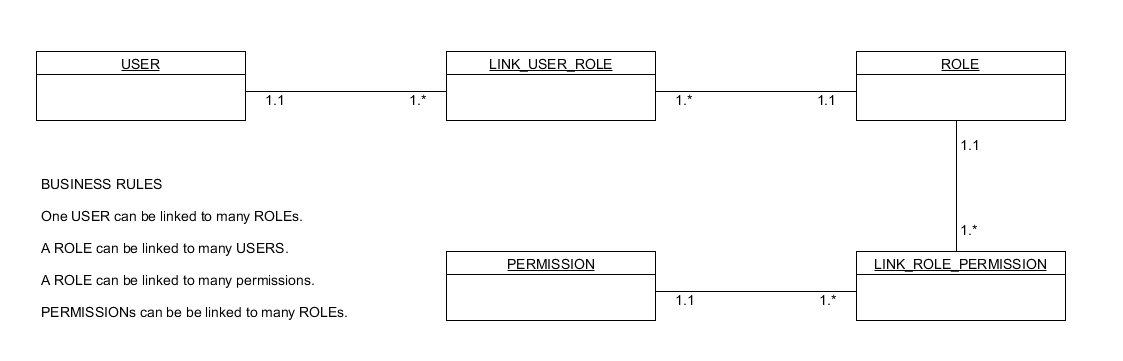 USER
LINK_USER_ROLE
ROLE
1.1
1.*
1.*
1.1
1.1
1.*
BUSINESS RULES
One USER can be linked to many ROLEs.
A ROLE can be linked to many USERS.
A ROLE can be linked to many permissions.
PERMISSIONs can be be linked to many ROLEs.
PERMISSION
LINK_ROLE_PERMISSION
1.1
1.*